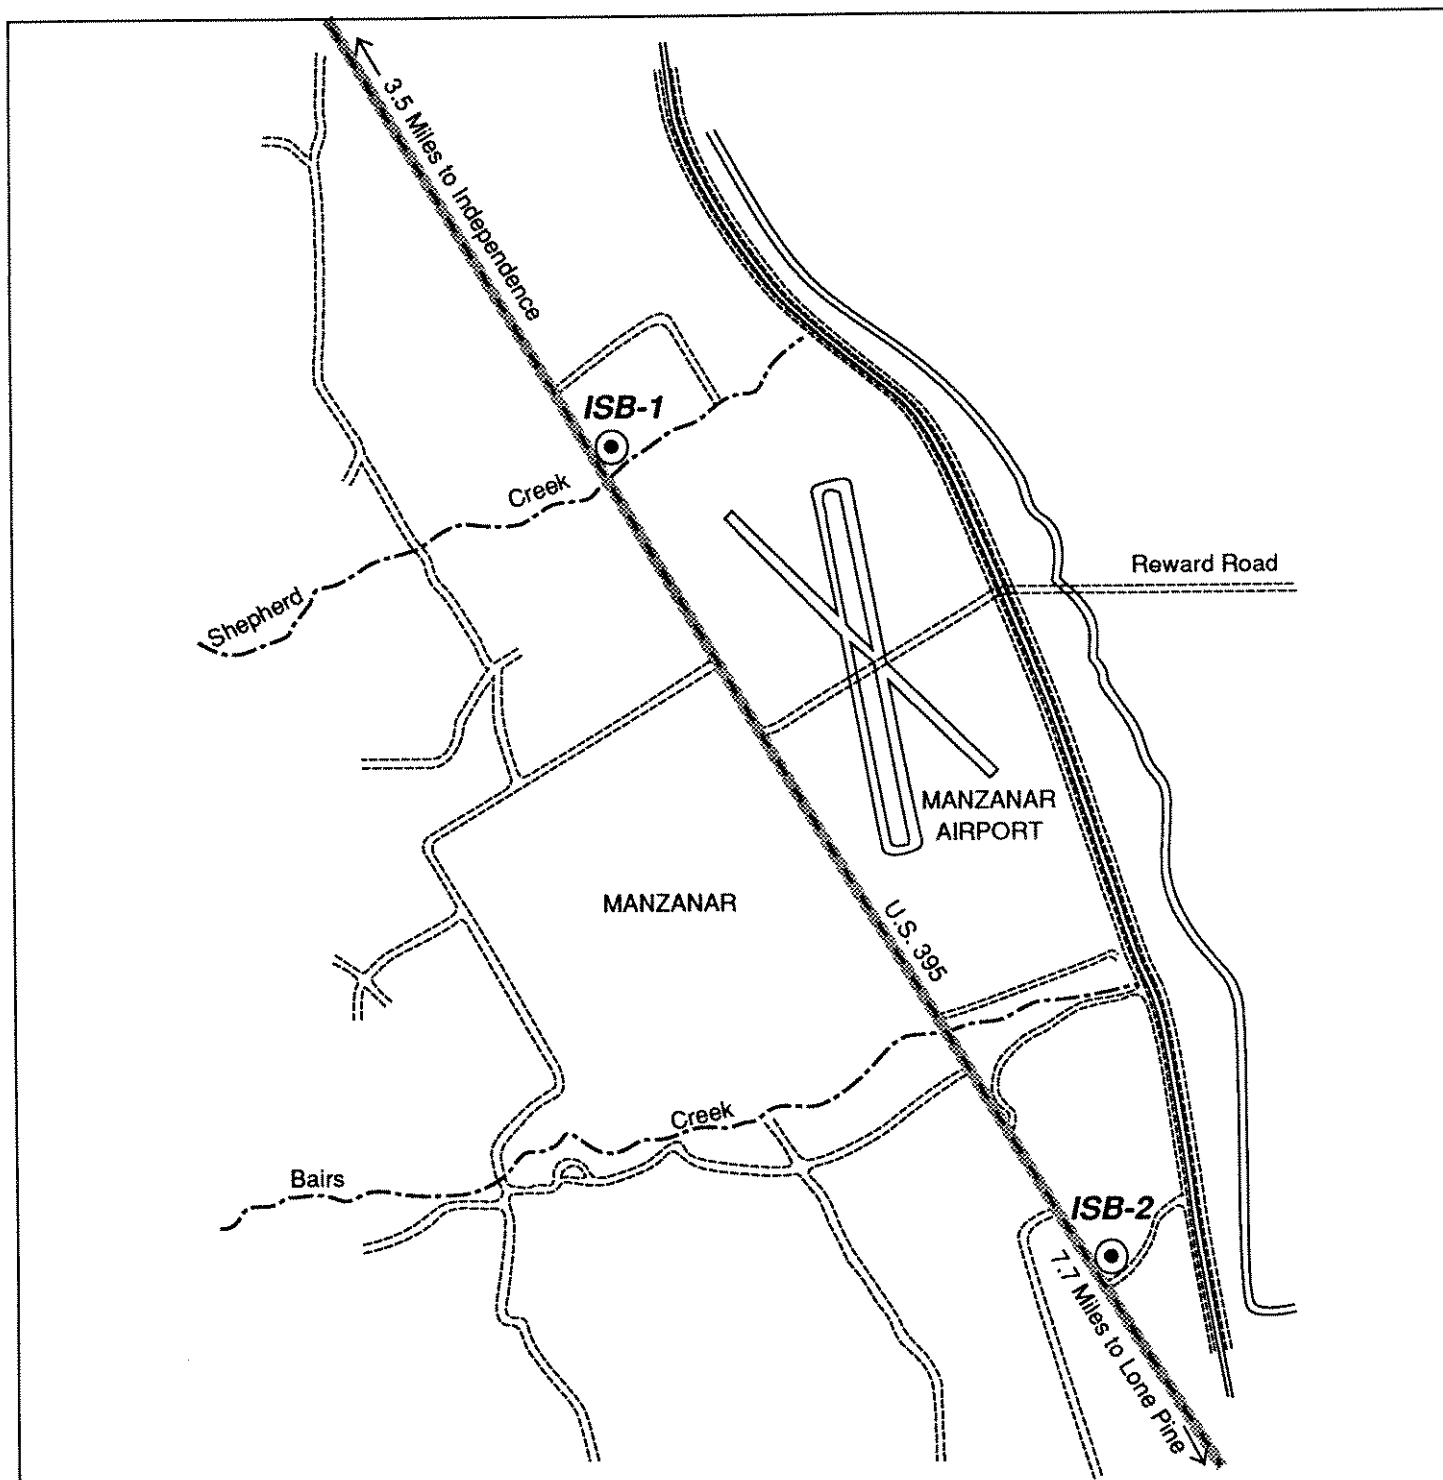 3.5 Miles to Independence
ISB-1
Creek
Shepherd
Reward Road
MANZANAR
AIRPORT
MANZANAR
U.S. 395
Creek
Bairs
ISB-2
7.7 Miles to Lone Pine